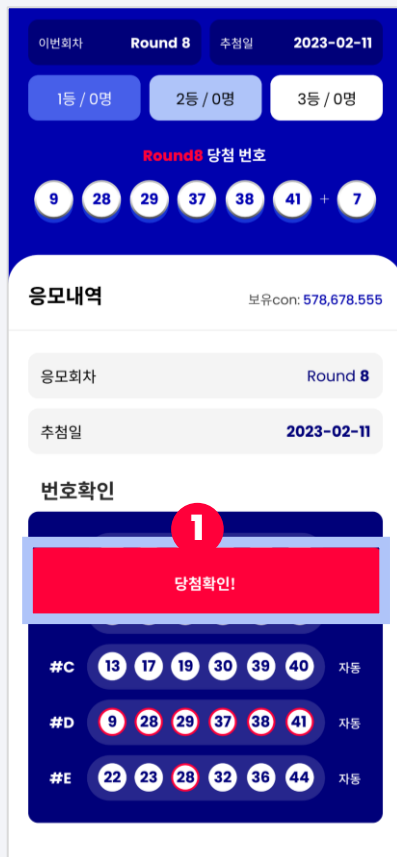 이번회차 Round 8 추첨일 2023-02-11
1등 / 0명 2등 / 0명 3등 / 0명
Round8 당첨 번호
9 28 29 37 38 41 + 7
응모내역 보유con: 578,678.555
응모회차 Round 8
추첨일 2023-02-11
번호확인
1
당첨확인!
#C 13 17 19 30 39 40 자동
#D 9 28 29 37 38 41 자동
#E 22 23 28 32 36 44 자동